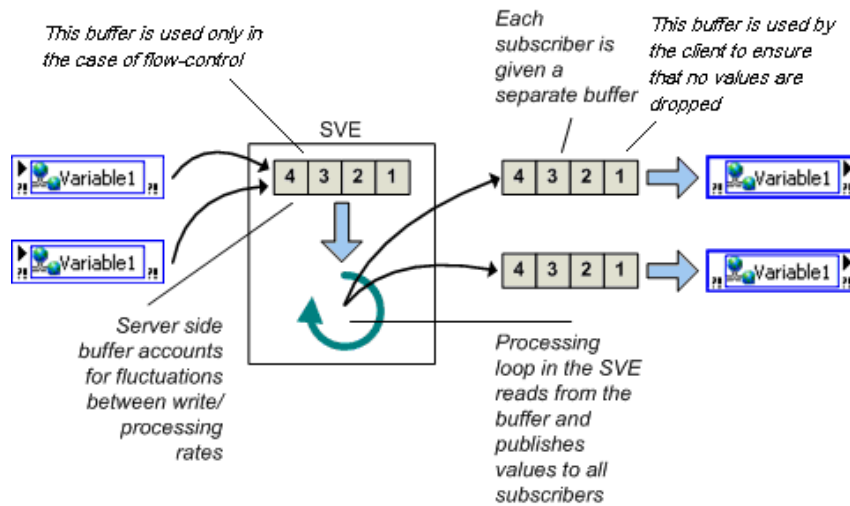 This buffer is used only in
the case of flow-control
Each
subscriber is
given a
separate buffer
This buffer is used by
the client to ensure
that no values are
dropped
SVE
?! Variable1 ?!
4 3 2 1
4 3 2 1
?! Variable1 ?!
?! Variable1 ?!
4 3 2 1
?! Variable1 ?!
Server side
buffer accounts
for fluctuations
between write/
processing
rates
Processing
loop in the SVE
reads from the
buffer and
publishes
values to all
subscribers